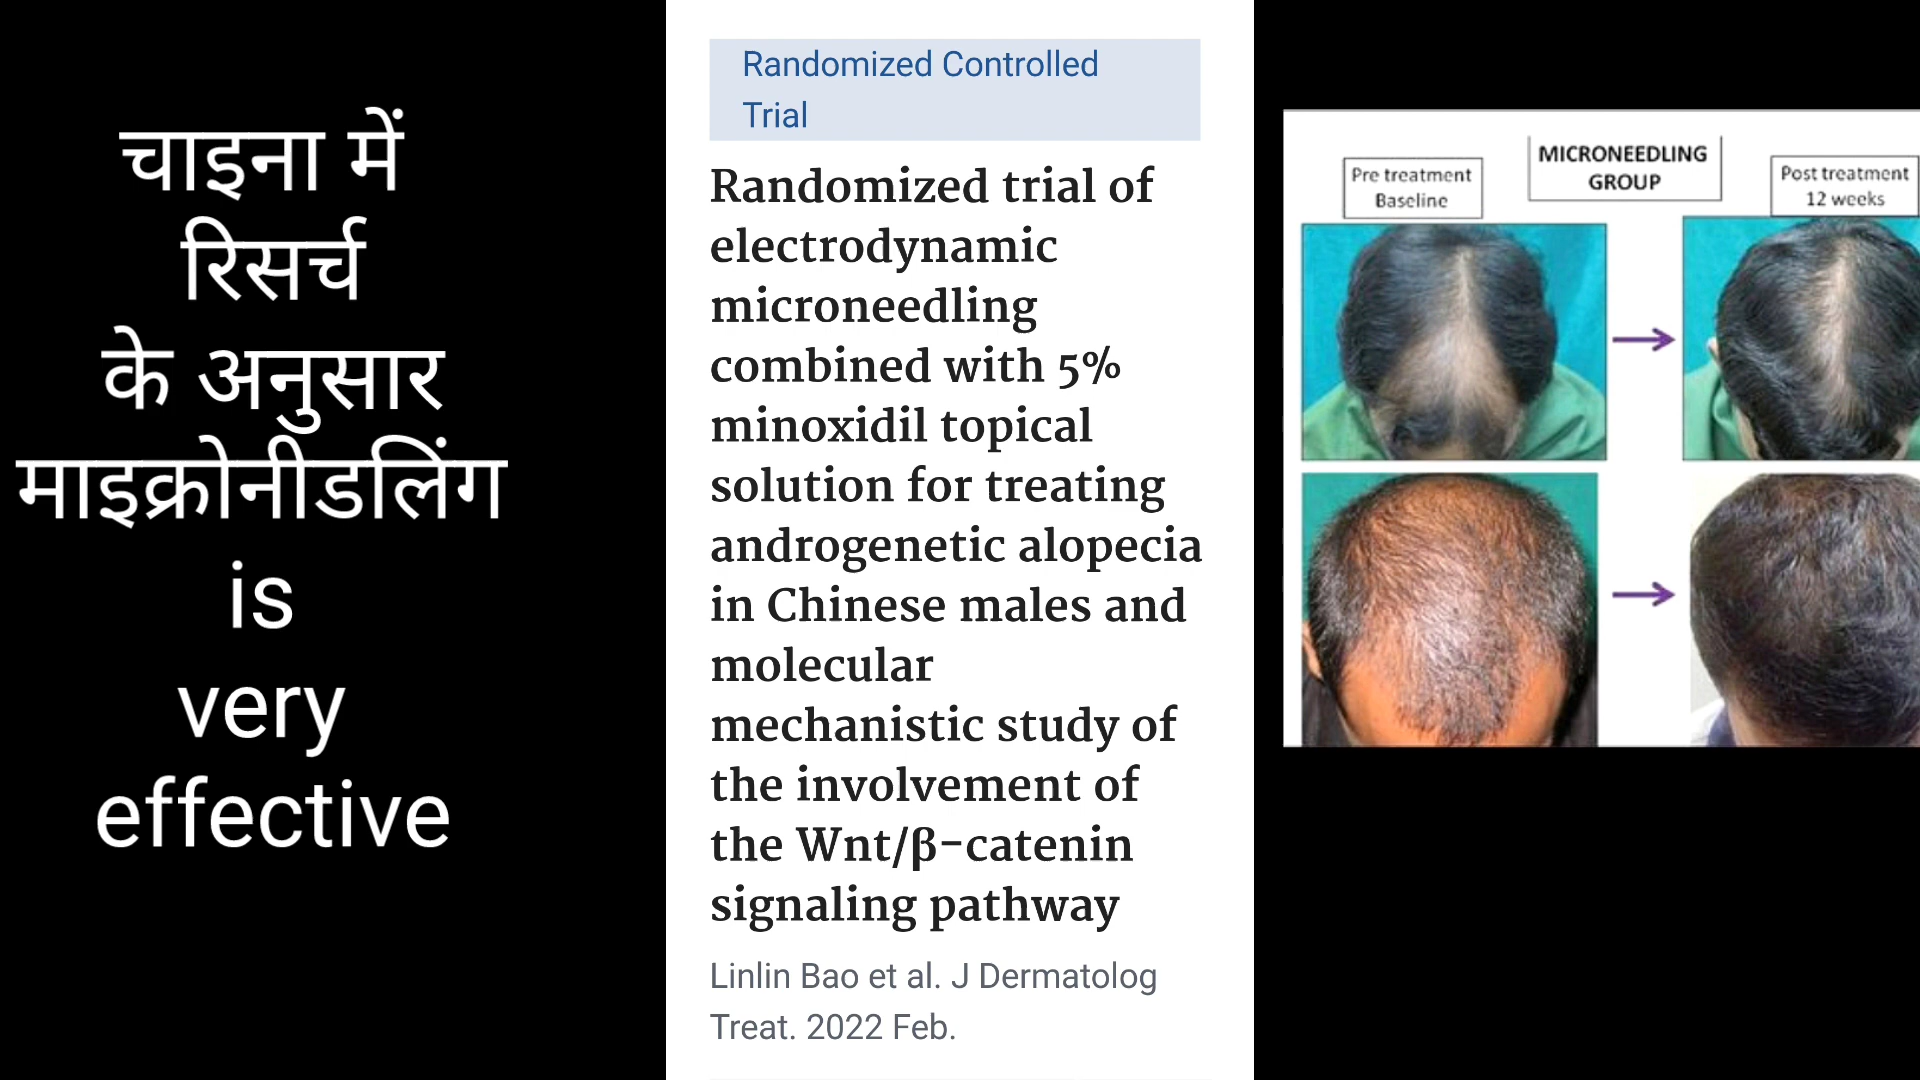 चाइना में
रिसर्च
के अनुसार
माइक्रोनीडलिंग
is
very
effective
Randomized Controlled
Trial
Randomized trial of
electrodynamic
microneedling
combined with 5%
minoxidil topical
solution for treating
androgenetic alopecia
in Chinese males and
molecular
mechanistic study of
the involvement of
the Wnt/β-catenin
signaling pathway
Linlin Bao et al. J Dermatolog
Treat. 2022 Feb.
MICRONEEDLING
GROUP
Pre treatment
Baseline
Post treatment
12 weeks